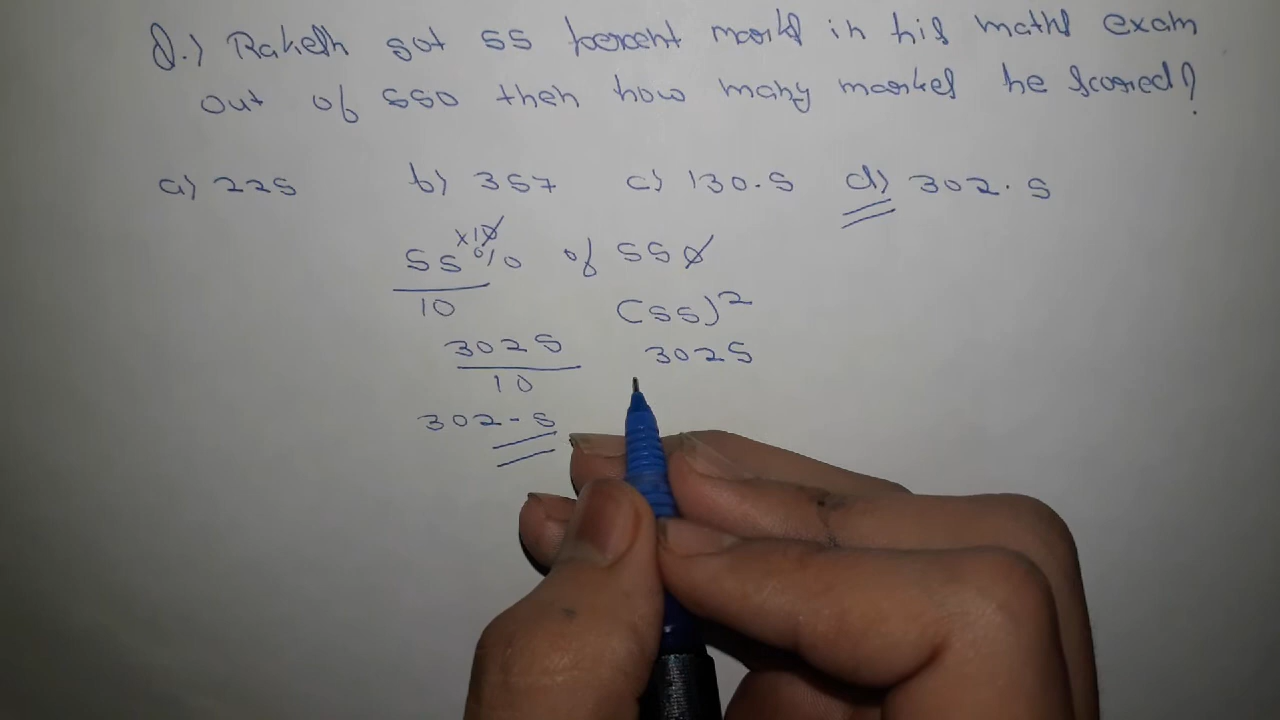 Q.) Rakesh got 55 percent marks in his maths exam
out of 550 then how many marks he scored?
a) 225 b) 357 c) 130.5 d) 302.5
55% x10 of 550
10 (55)²
3025 3025
10
302.5